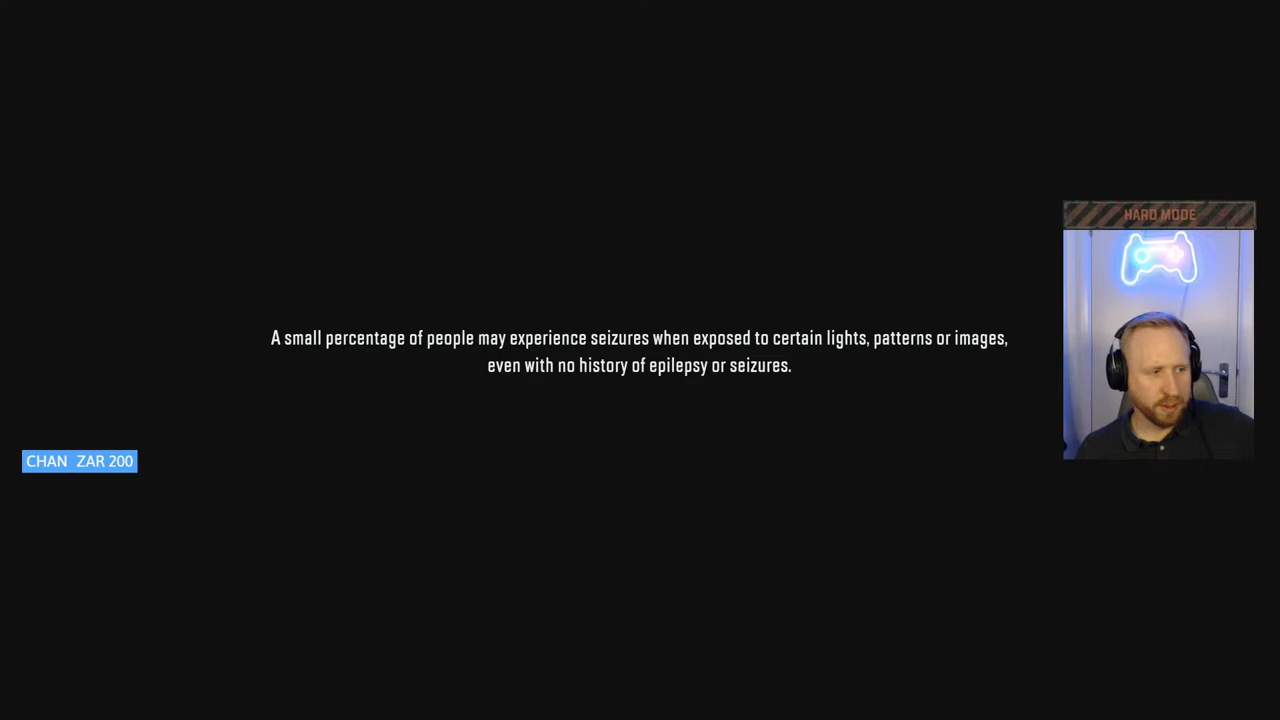 HARD MODE
A small percentage of people may experience seizures when exposed to certain lights, patterns or images,
even with no history of epilepsy or seizures.
CHAN ZAR 200